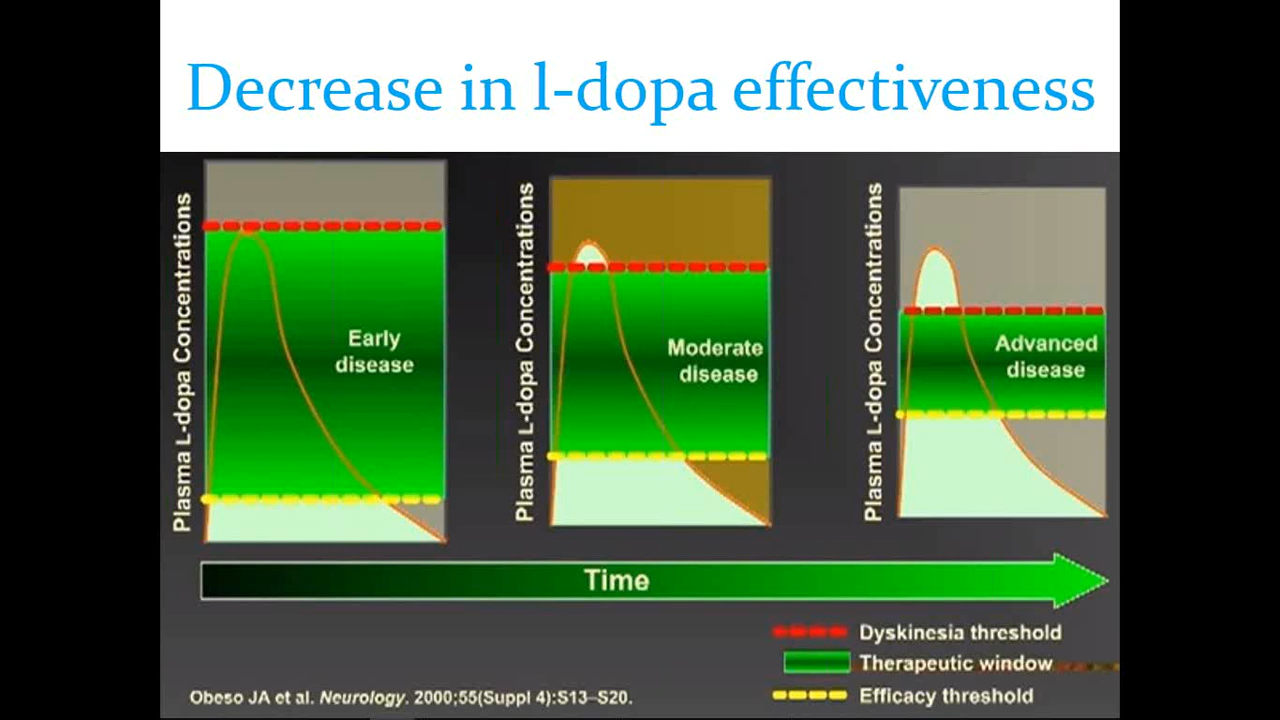 Decrease in l-dopa effectiveness
Plasma L-dopa Concentrations
Early
disease
Plasma L-dopa Concentrations
Moderate
disease
Plasma L-dopa Concentrations
Advanced
disease
Time
Dyskinesia threshold
Therapeutic window
Efficacy threshold
Obeso JA et al. Neurology. 2000;55(Suppl 4):S13–S20.